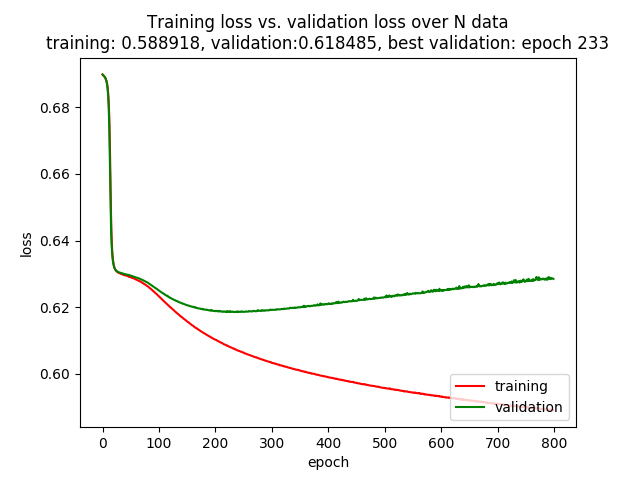 Training loss vs. validation loss over N data
training: 0.588918, validation:0.618485, best validation: epoch 233
0.68
0.66
0.64
0.62
0.60
loss
training
validation
0 100 200 300 400 500 600 700 800
epoch